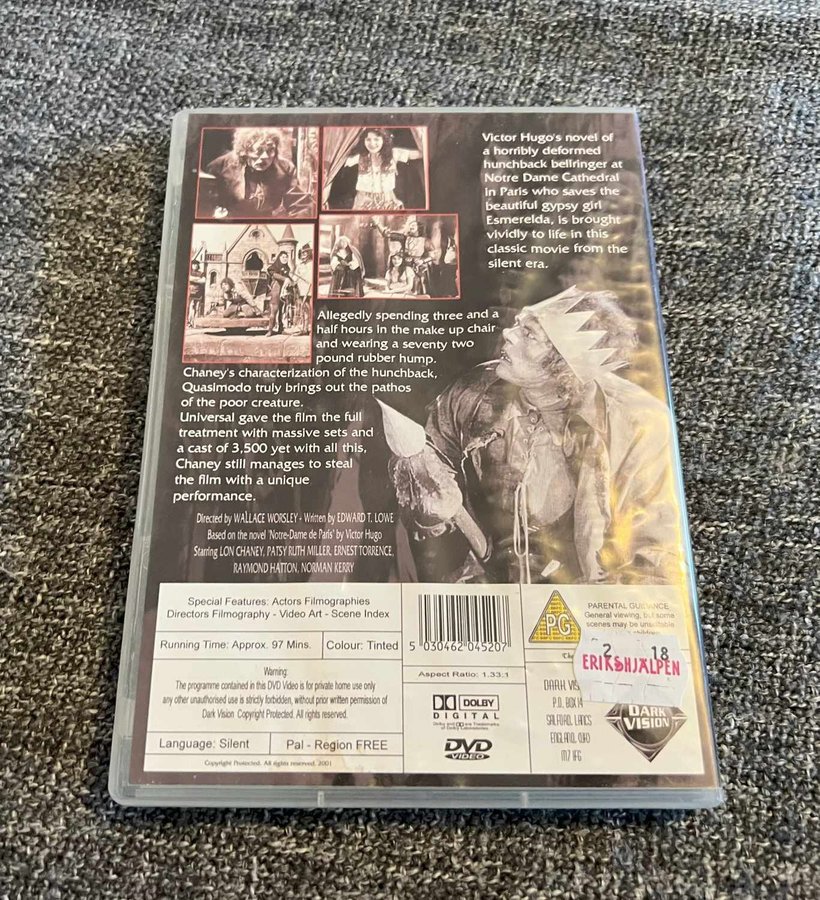 Victor Hugo's novel of
a horribly deformed
hunchback bellringer at
Notre Dame Cathedral
in Paris who saves the
beautiful gypsy girl
Esmerelda, is brought
vividly to life in this
classic movie from the
silent era.
Allegedly spending three and a
half hours in the make up chair
and wearing a seventy two
pound rubber hump.
Chaney's characterization of the hunchback,
Quasimodo truly brings out the pathos
of the poor creature.
Universal gave the film the full
treatment with massive sets and
a cast of 3,500 yet with all this,
Chaney still manages to steal
the film with a unique
performance.
Directed by WALLACE WORSLEY - Written by EDWARD T. LOWE
Based on the novel 'Notre-Dame de Paris' by Victor Hugo
Starring LON CHANEY, PATSY RUTH MILLER, ERNEST TORRENCE,
RAYMOND HATTON, NORMAN KERRY
Special Features: Actors Filmographies
Directors Filmography - Video Art - Scene Index
Running Time: Approx. 97 Mins.
Colour: Tinted
Warning:
The programme contained in this DVD Video is for private home use only
any other unauthorised use is strictly forbidden, without prior written permission of
Dark Vision Copyright Protected. All rights reserved.
Language: Silent
Pal - Region FREE
Copyright Protected. All rights reserved. 2001
5 030462 045207
Aspect Ratio: 1.33:1
DOLBY
DIGITAL
Dolby and are Trademarks
of Dolby Laboratories
DVD
VIDEO
PG
PARENTAL GUIDANCE
General viewing, but some
scenes may be unsuitable
children
2 18
ERIKSHJÄLPEN
DARK
P.O. BOX 14
SALFORD, LANCS
ENGLAND, U.K.
M7 1FG
DARK
VISION